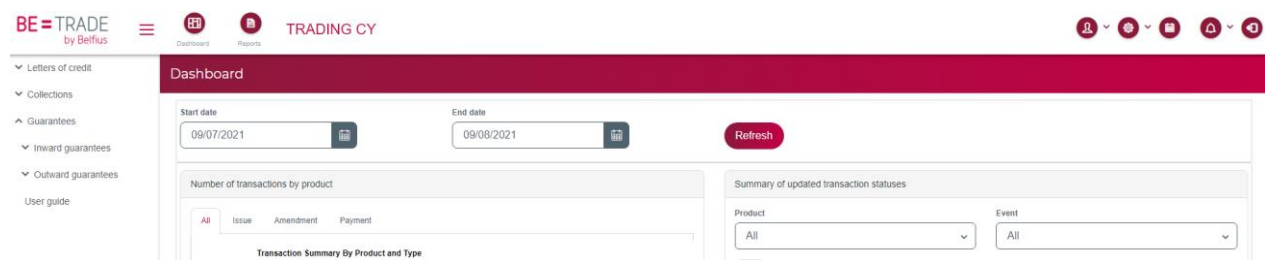 BE=TRADE
by Belfius
Dashboard
Reports
TRADING CY
Letters of credit
Collections
Guarantees
Inward guarantees
Outward guarantees
User guide
Dashboard
Start date
09/07/2021
End date
09/08/2021
Refresh
Number of transactions by product
All Issue Amendment Payment
Transaction Summary By Product and Type
Summary of updated transaction statuses
Product
All
Event
All